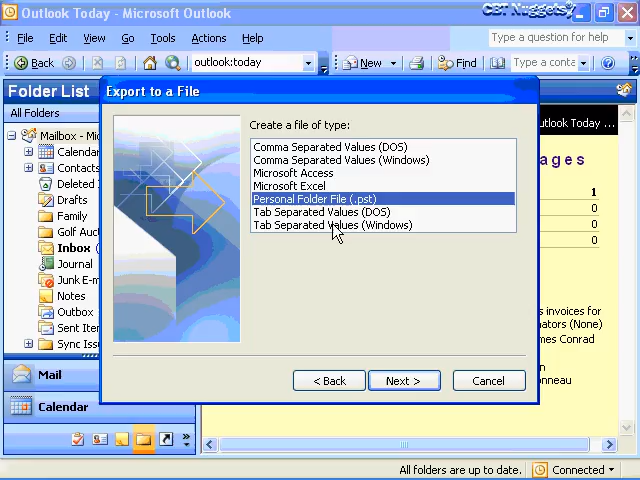 Outlook Today - Microsoft Outlook
CBT Nuggets
File Edit View Go Tools Actions Help
Type a question for help
Back
outlook:today
New
Find
Type a conta
Folder List
All Folders
Mailbox - Mi
Calendar
Contacts
Deleted I
Drafts
Family
Golf Auc
Inbox (
Journal
Junk E-m
Notes
Outbox
Sent Item
Sync Issu
Mail
Calendar
Export to a File
Create a file of type:
Comma Separated Values (DOS)
Comma Separated Values (Windows)
Microsoft Access
Microsoft Excel
Personal Folder File (.pst)
Tab Separated Values (DOS)
Tab Separated Values (Windows)
< Back
Next >
Cancel
utlook Today ...
ages
1
0
0
0
s invoices for
nators (None)
mes Conrad
n
onneau
All folders are up to date.
Connected